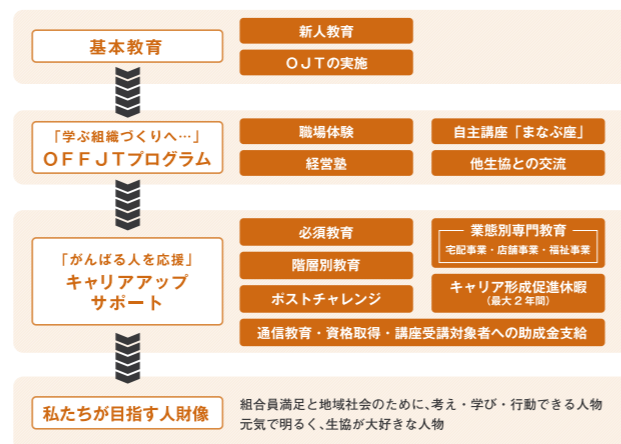 基本教育
新人教育
OJTの実施
「学ぶ組織づくりへ…」
OFFJTプログラム
職場体験
自主講座「まなぶ座」
経営塾
他生協との交流
「がんばる人を応援」
キャリアアップ
サポート
必須教育
業態別専門教育
宅配事業・店舗事業・福祉事業
階層別教育
キャリア形成促進休暇
(最大2年間)
ポストチャレンジ
通信教育・資格取得・講座受講対象者への助成金支給
私たちが目指す人財像
組合員満足と地域社会のために、考え・学び・行動できる人物
元気で明るく、生協が大好きな人物